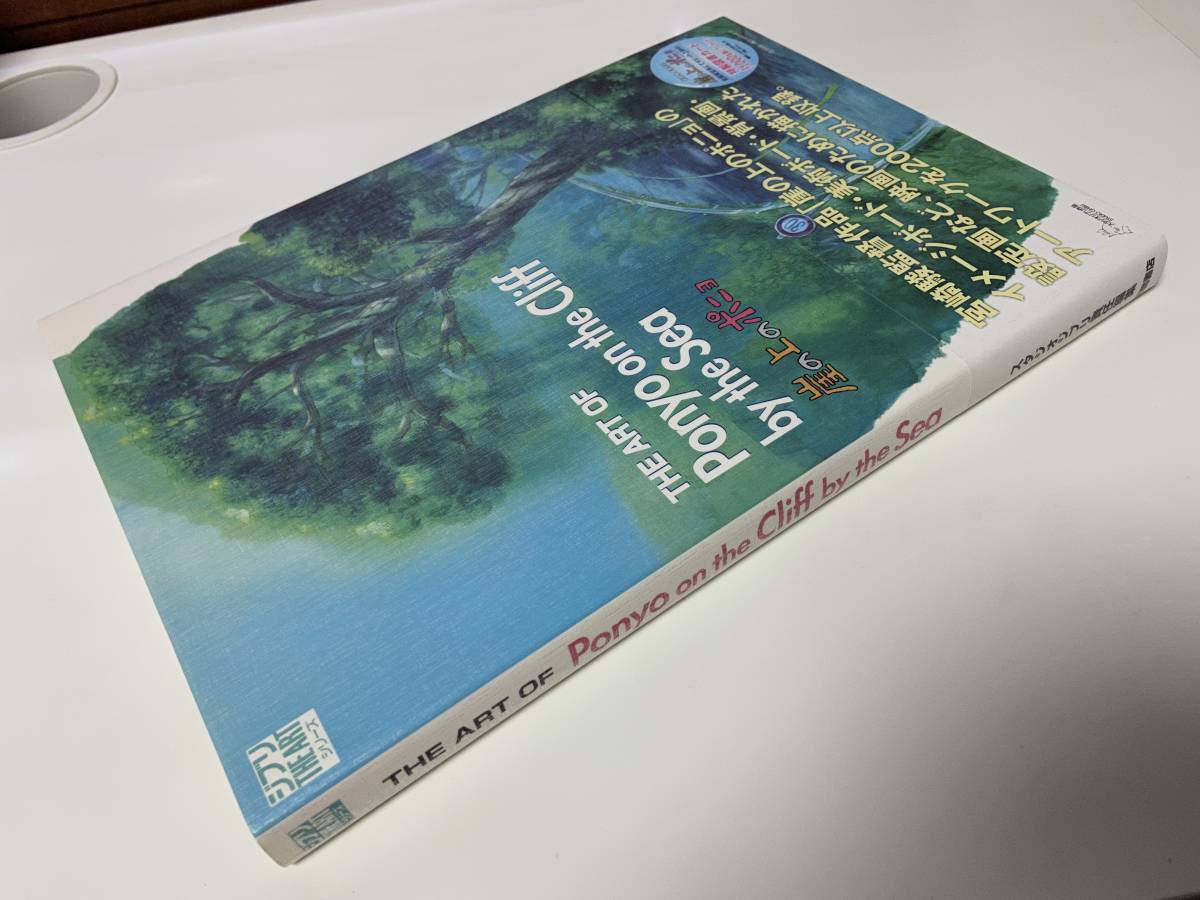 THE ART OF
Ponyo on the Cliff
by the Sea
崖の上のポニョ
宮崎駿監督作品「崖の上のポニョ」の
イメージボード・美術ボード・背景画・
設定画など、映画のために描かれた
アートワークを200点以上収録。
ジブリ
THE ART
シリーズ
THE ART OF Ponyo on the Cliff by the Sea